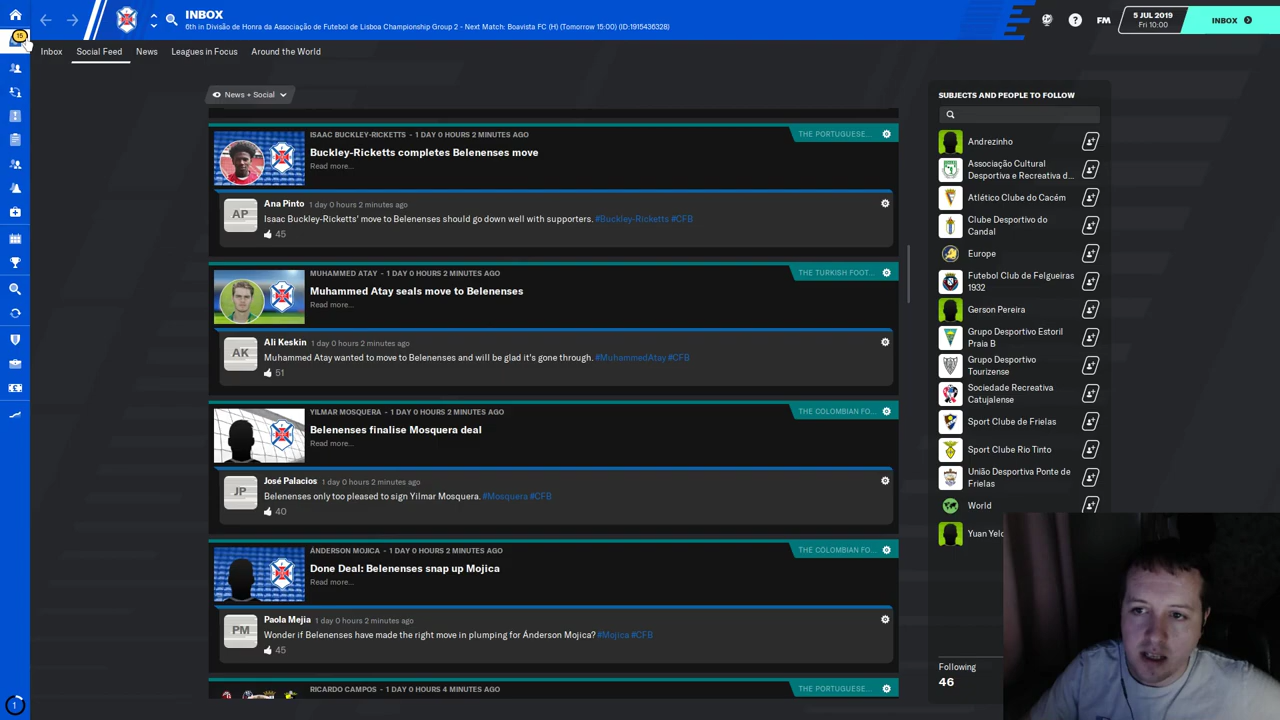 INBOX
6th in Divisão de Honra da Associação de Futebol de Lisboa Championship Group 2 - Next Match: Boavista FC (H) (Tomorrow 15:00) (ID:1915436328)
FM
5 JUL 2019
Fri 10:00
INBOX
15
Inbox
Social Feed
News
Leagues in Focus
Around the World
News + Social
ISAAC BUCKLEY-RICKETTS - 1 DAY 0 HOURS 2 MINUTES AGO
THE PORTUGUESE...
Buckley-Ricketts completes Belenenses move
Read more...
AP
Ana Pinto 1 day 0 hours 2 minutes ago
Isaac Buckley-Ricketts' move to Belenenses should go down well with supporters. #Buckley-Ricketts #CFB
45
MUHAMMED ATAY - 1 DAY 0 HOURS 2 MINUTES AGO
THE TURKISH FOOT...
Muhammed Atay seals move to Belenenses
Read more...
AK
Ali Keskin 1 day 0 hours 2 minutes ago
Muhammed Atay wanted to move to Belenenses and will be glad it's gone through. #MuhammedAtay #CFB
51
YILMAR MOSQUERA - 1 DAY 0 HOURS 2 MINUTES AGO
THE COLOMBIAN FO...
Belenenses finalise Mosquera deal
Read more...
JP
José Palacios 1 day 0 hours 2 minutes ago
Belenenses only too pleased to sign Yilmar Mosquera. #Mosquera #CFB
40
ÁNDERSON MOJICA - 1 DAY 0 HOURS 2 MINUTES AGO
THE COLOMBIAN FO...
Done Deal: Belenenses snap up Mojica
Read more...
PM
Paola Mejia 1 day 0 hours 2 minutes ago
Wonder if Belenenses have made the right move in plumping for Ánderson Mojica? #Mojica #CFB
45
RICARDO CAMPOS - 1 DAY 0 HOURS 4 MINUTES AGO
THE PORTUGUESE...
SUBJECTS AND PEOPLE TO FOLLOW
Andrezinho
Associação Cultural
Desportiva e Recreativa d...
Atlético Clube do Cacém
Clube Desportivo do
Candal
Europe
Futebol Club de Felgueiras
1932
Gerson Pereira
Grupo Desportivo Estoril
Praia B
Grupo Desportivo
Tourizense
Sociedade Recreativa
Catujalense
Sport Clube de Frielas
Sport Clube Rio Tinto
União Desportiva Ponte de
Frielas
World
Yuan
Following
46
1